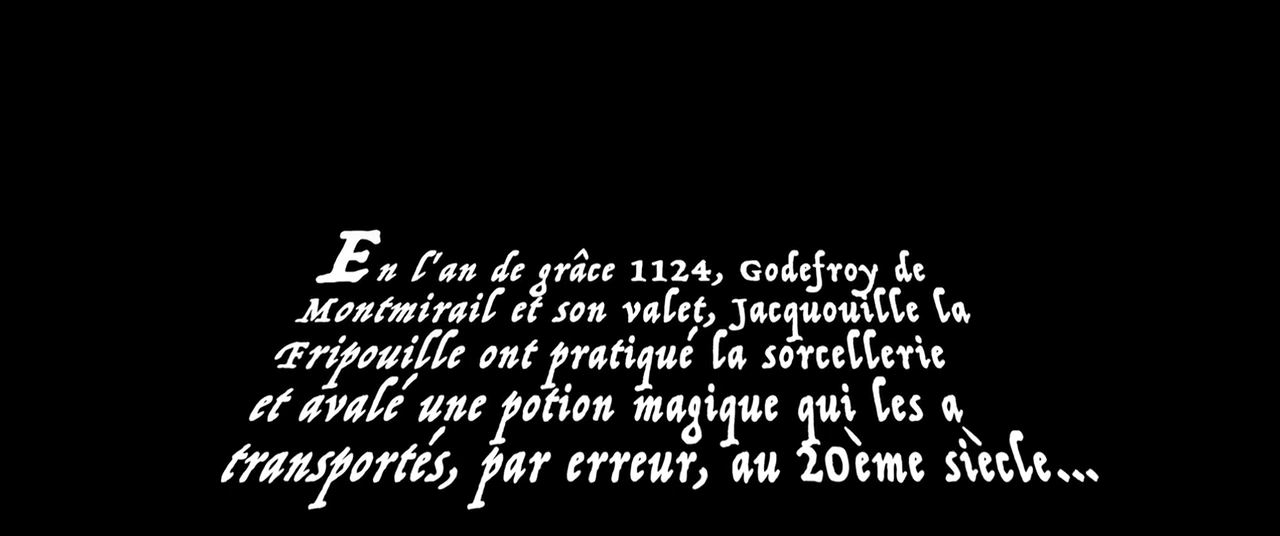 En l'an de grâce 1124, Godefroy de
Montmirail et son valet, Jacquouille la
Fripouille ont pratiqué la sorcellerie
et avalé une potion magique qui les a
transportés, par erreur, au 20ème siècle...